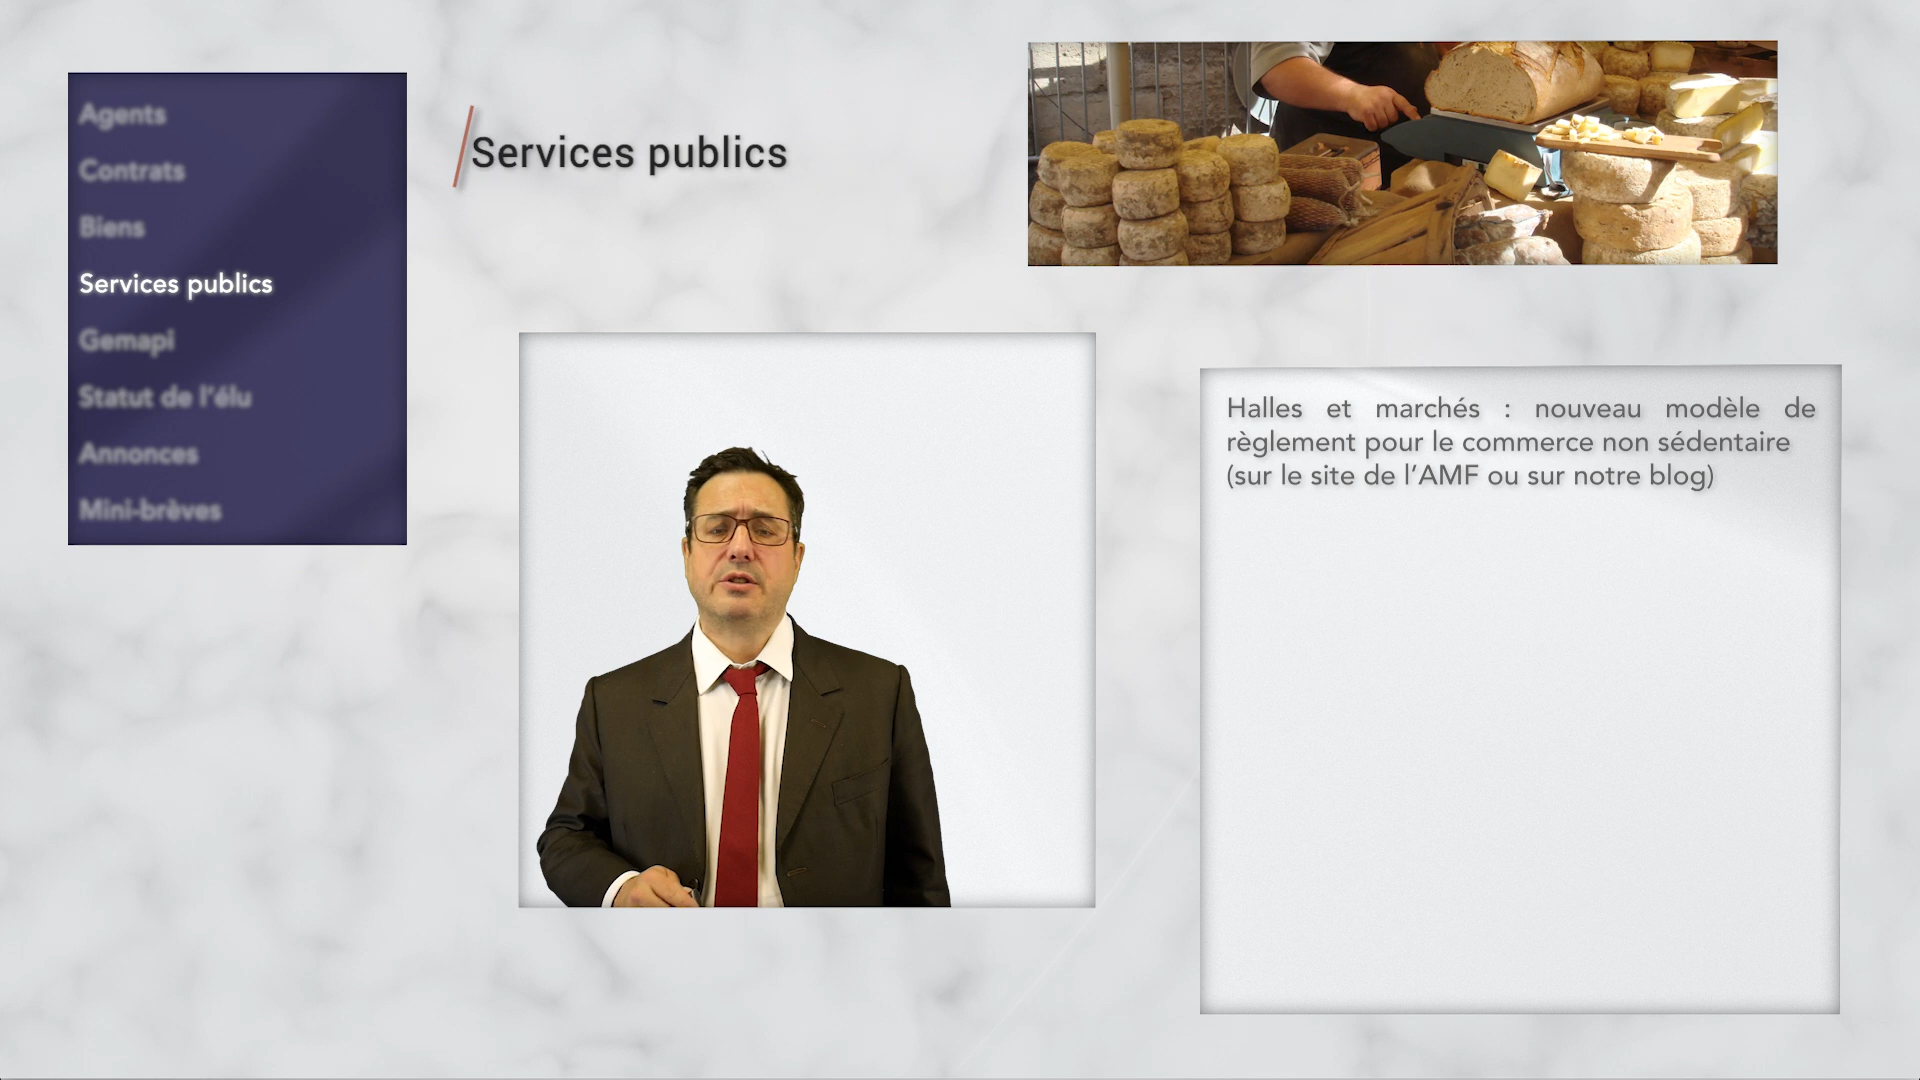 Agents
Contrats
Biens
Services publics
Gemapi
Statut de l’élu
Annonces
Mini-brèves
Services publics
Halles et marchés : nouveau modèle de
règlement pour le commerce non sédentaire
(sur le site de l’AMF ou sur notre blog)